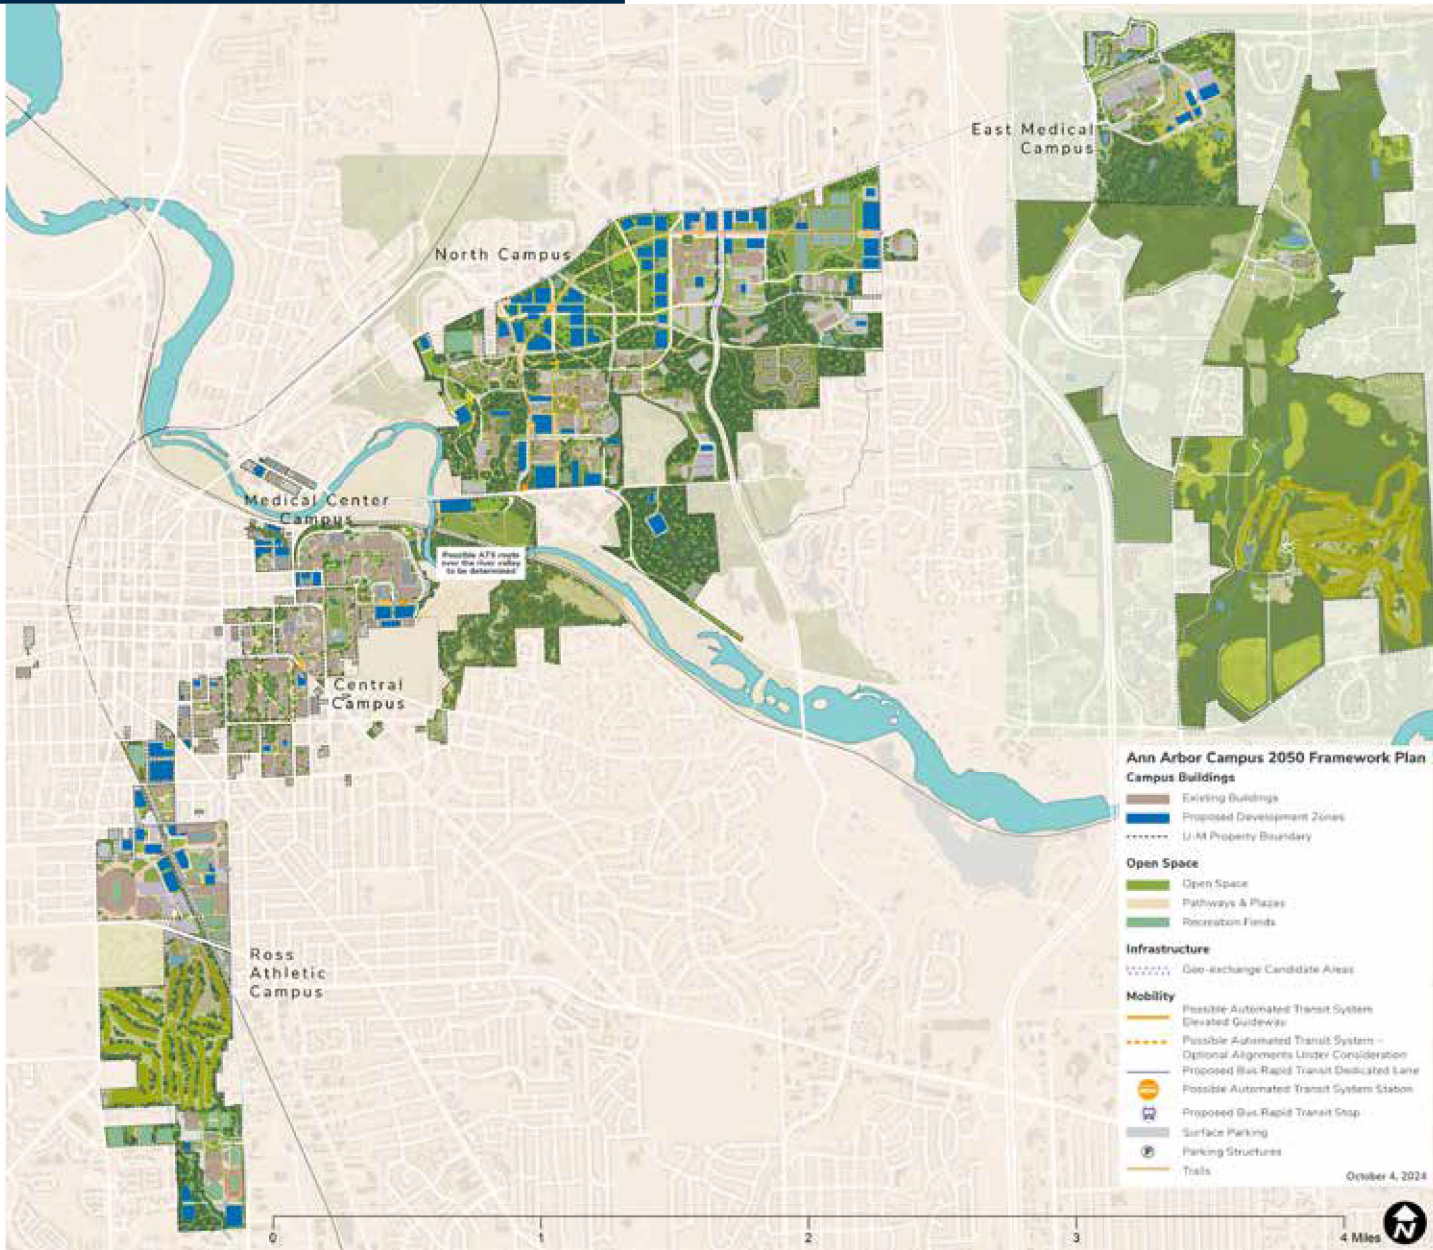 East Medical
Campus
North Campus
Medical Center
Campus
Possible ATS route
over the river valley
to be determined
Central
Campus
Ross
Athletic
Campus
Ann Arbor Campus 2050 Framework Plan
Campus Buildings
Existing Buildings
Proposed Development Zones
U-M Property Boundary
Open Space
Open Space
Pathways & Plazas
Recreation Fields
Infrastructure
Geo-exchange Candidate Areas
Mobility
Possible Automated Transit System
Elevated Guideway
Possible Automated Transit System –
Optional Alignments Under Consideration
Proposed Bus Rapid Transit Dedicated Lane
Possible Automated Transit System Station
Proposed Bus Rapid Transit Stop
Surface Parking
P
Parking Structures
Trails
October 4, 2024
0 1 2 3 4 Miles
N